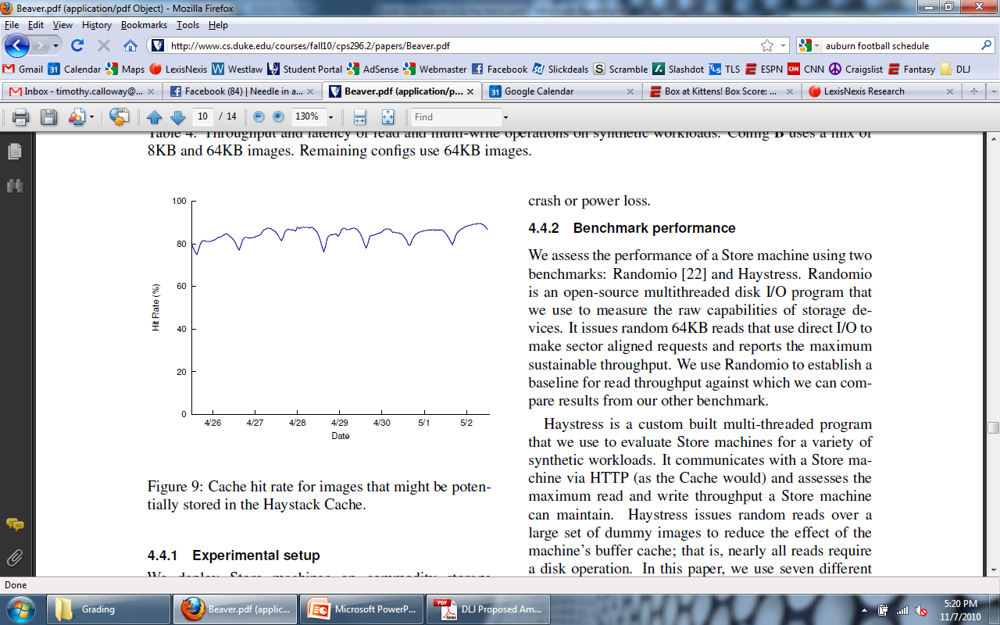 Beaver.pdf (application/pdf Object) - Mozilla Firefox
File Edit View History Bookmarks Tools Help
http://www.cs.duke.edu/courses/fall10/cps296.2/papers/Beaver.pdf
auburn football schedule
Gmail Calendar Maps LexisNexis Westlaw Student Portal AdSense Webmaster Facebook Slickdeals Scramble Slashdot TLS ESPN CNN Craigslist Fantasy DLJ
Inbox - timothy.calloway@... Facebook (84) | Needle in a... Beaver.pdf (application/p... Google Calendar Box at Kittens! Box Score: ... LexisNexis Research
10 / 14 130% Find
Table 4: Throughput and latency of read and multi-write operations on synthetic workloads. Config B uses a mix of
8KB and 64KB images. Remaining configs use 64KB images.
100
80
60
40
20
0
Hit Rate (%)
4/26 4/27 4/28 4/29 4/30 5/1 5/2
Date
Figure 9: Cache hit rate for images that might be poten-
tially stored in the Haystack Cache.
4.4.1 Experimental setup
We deploy Store machines on commodity storage
crash or power loss.
4.4.2 Benchmark performance
We assess the performance of a Store machine using two
benchmarks: Randomio [22] and Haystress. Randomio
is an open-source multithreaded disk I/O program that
we use to measure the raw capabilities of storage de-
vices. It issues random 64KB reads that use direct I/O to
make sector aligned requests and reports the maximum
sustainable throughput. We use Randomio to establish a
baseline for read throughput against which we can com-
pare results from our other benchmark.
Haystress is a custom built multi-threaded program
that we use to evaluate Store machines for a variety of
synthetic workloads. It communicates with a Store ma-
chine via HTTP (as the Cache would) and assesses the
maximum read and write throughput a Store machine
can maintain. Haystress issues random reads over a
large set of dummy images to reduce the effect of the
machine's buffer cache; that is, nearly all reads require
a disk operation. In this paper, we use seven different
Done
Grading Beaver.pdf (applic... Microsoft PowerP... DLJ Proposed Am...
5:20 PM
11/7/2010